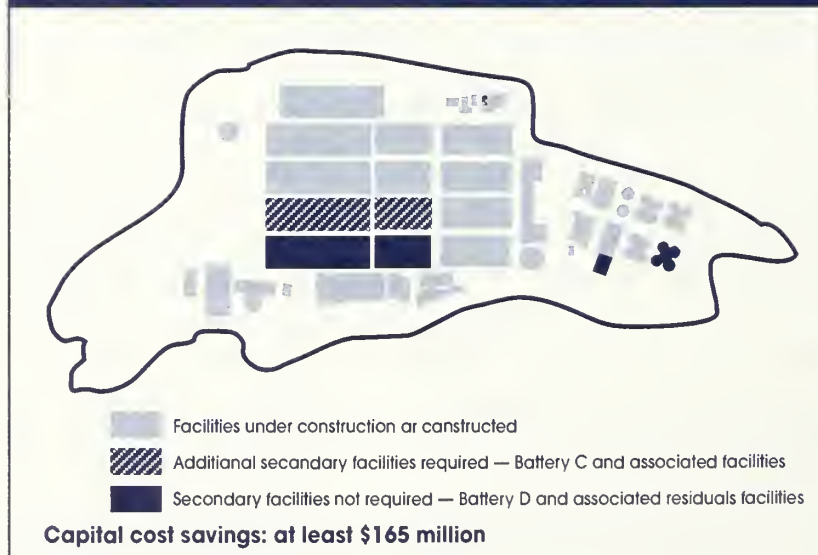 Facilities under construction ar canstructed
Additianal secandary facilities required — Battery C and associated facilities
Secondary facilities not required — Battery D and associated residuals facilities
Capital cost savings: at least $165 million